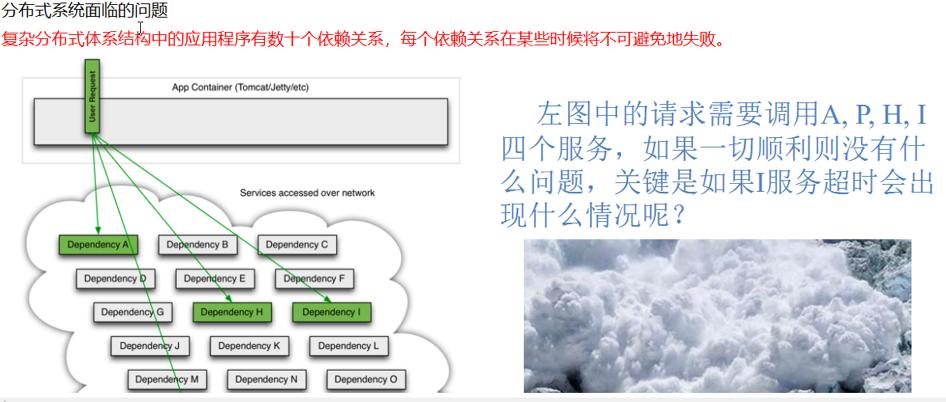 分布式系统面临的问题
复杂分布式体系结构中的应用程序有数十个依赖关系，每个依赖关系在某些时候将不可避免地失败。
User Request
App Container (Tomcat/Jetty/etc)
Services accessed over network
Dependency A
Dependency B
Dependency C
Dependency D
Dependency E
Dependency F
Dependency G
Dependency H
Dependency I
Dependency J
Dependency K
Dependency L
Dependency M
Dependency N
Dependency O
左图中的请求需要调用A, P, H, I
四个服务，如果一切顺利则没有什
么问题，关键是如果I服务超时会出
现什么情况呢？